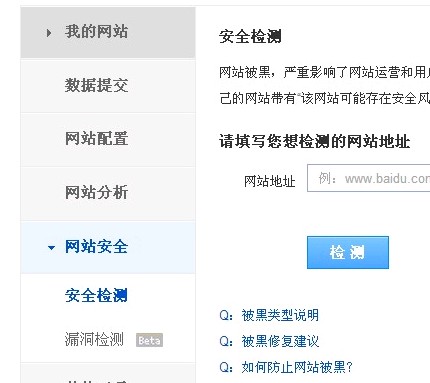 我的网站
数据提交
网站配置
网站分析
网站安全
安全检测
漏洞检测 Beta
安全检测
网站被黑，严重影响了网站运营和用
己的网站带有“该网站可能存在安全风
请填写您想检测的网站地址
网站地址 例：www.baidu.com
检 测
Q：被黑类型说明
Q：被黑修复建议
Q：如何防止网站被黑？